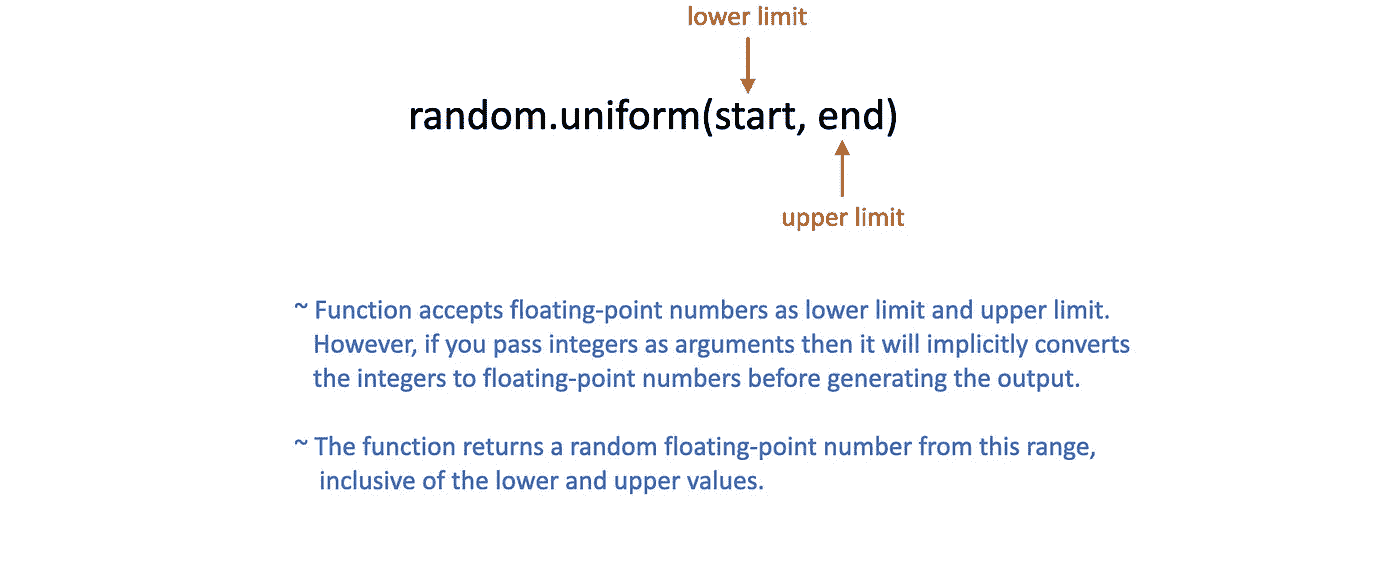 lower limit
random.uniform(start, end)
upper limit
~ Function accepts floating-point numbers as lower limit and upper limit.
However, if you pass integers as arguments then it will implicitly converts
the integers to floating-point numbers before generating the output.
~ The function returns a random floating-point number from this range,
inclusive of the lower and upper values.